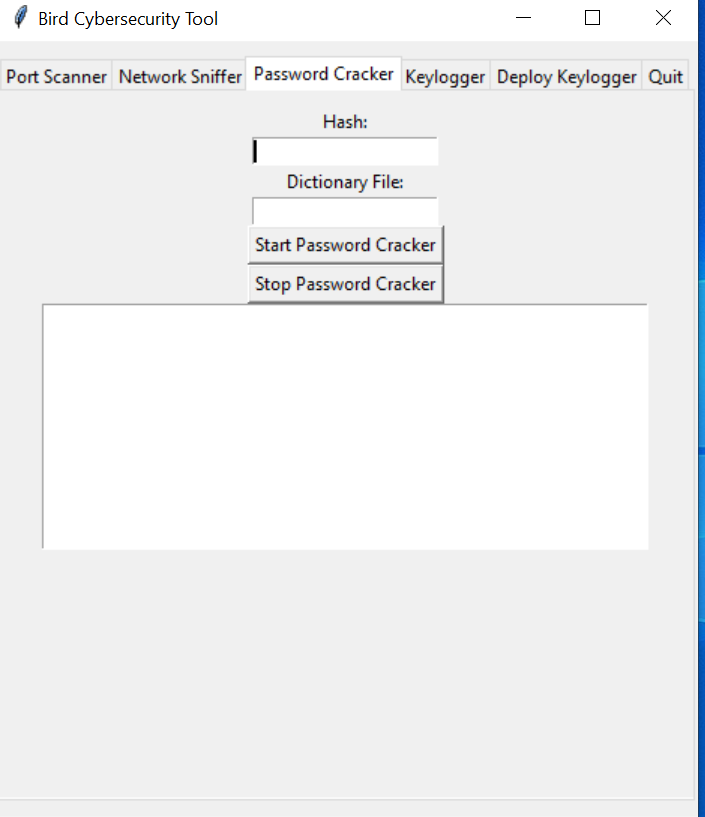 Bird Cybersecurity Tool
Port Scanner Network Sniffer Password Cracker Keylogger Deploy Keylogger Quit
Hash:
Dictionary File:
Start Password Cracker
Stop Password Cracker